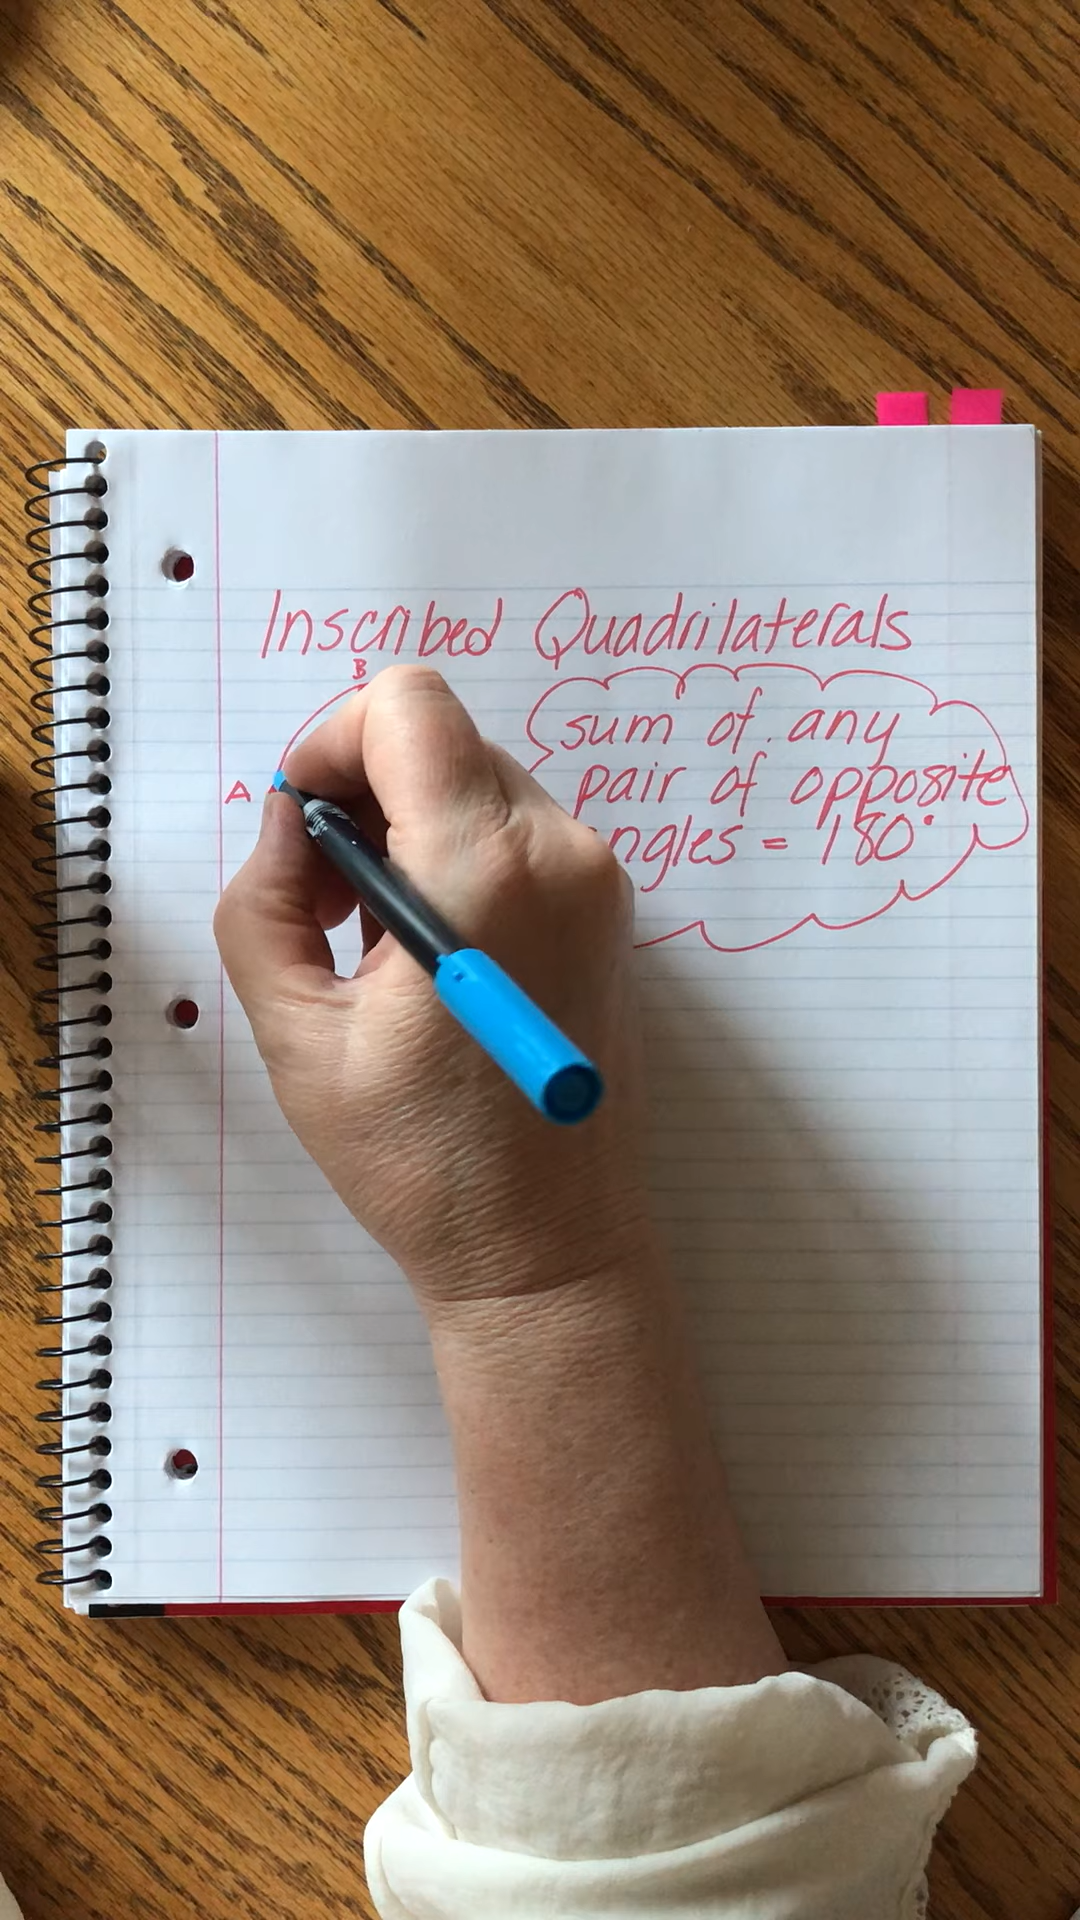 Inscribed Quadrilaterals
B
sum of any
A
pair of opposite
ngles = 180°